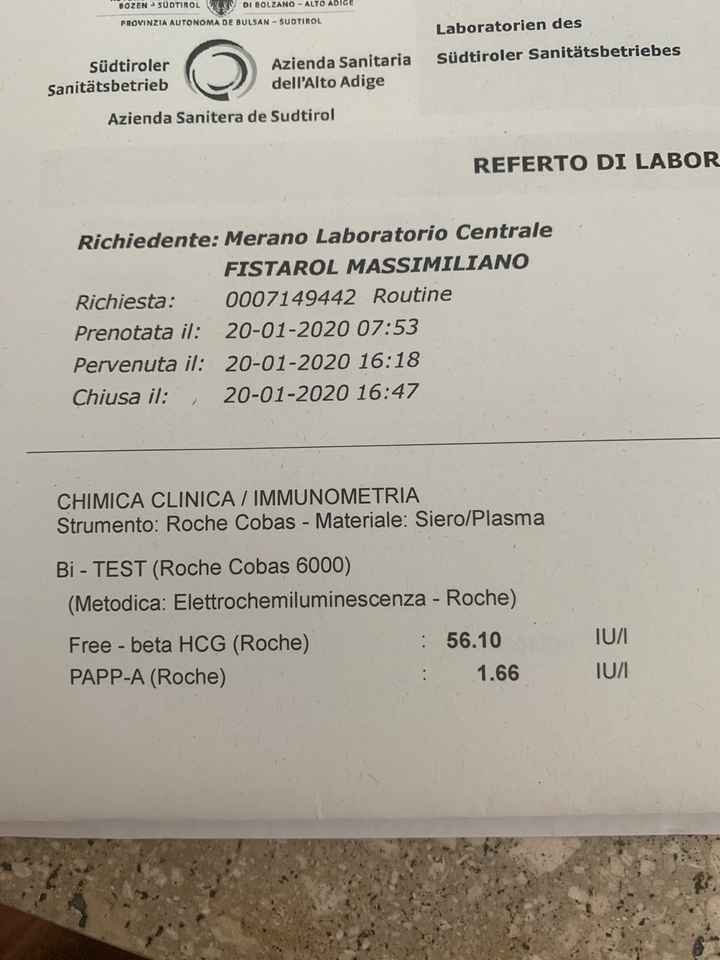 BOZEN - SÜDTIROL DI BOLZANO - ALTO ADIGE
PROVINZIA AUTONOMA DE BULSAN - SUDTIROL
Südtiroler Sanitätsbetrieb
Azienda Sanitaria dell'Alto Adige
Azienda Sanitera de Sudtirol
Laboratorien des
Südtiroler Sanitätsbetriebes
REFERTO DI LABOR
Richiedente: Merano Laboratorio Centrale
FISTAROL MASSIMILIANO
Richiesta: 0007149442 Routine
Prenotata il: 20-01-2020 07:53
Pervenuta il: 20-01-2020 16:18
Chiusa il: 20-01-2020 16:47
CHIMICA CLINICA / IMMUNOMETRIA
Strumento: Roche Cobas - Materiale: Siero/Plasma
Bi - TEST (Roche Cobas 6000)
(Metodica: Elettrochemiluminescenza - Roche)
Free - beta HCG (Roche) : 56.10 IU/l
PAPP-A (Roche) : 1.66 IU/l